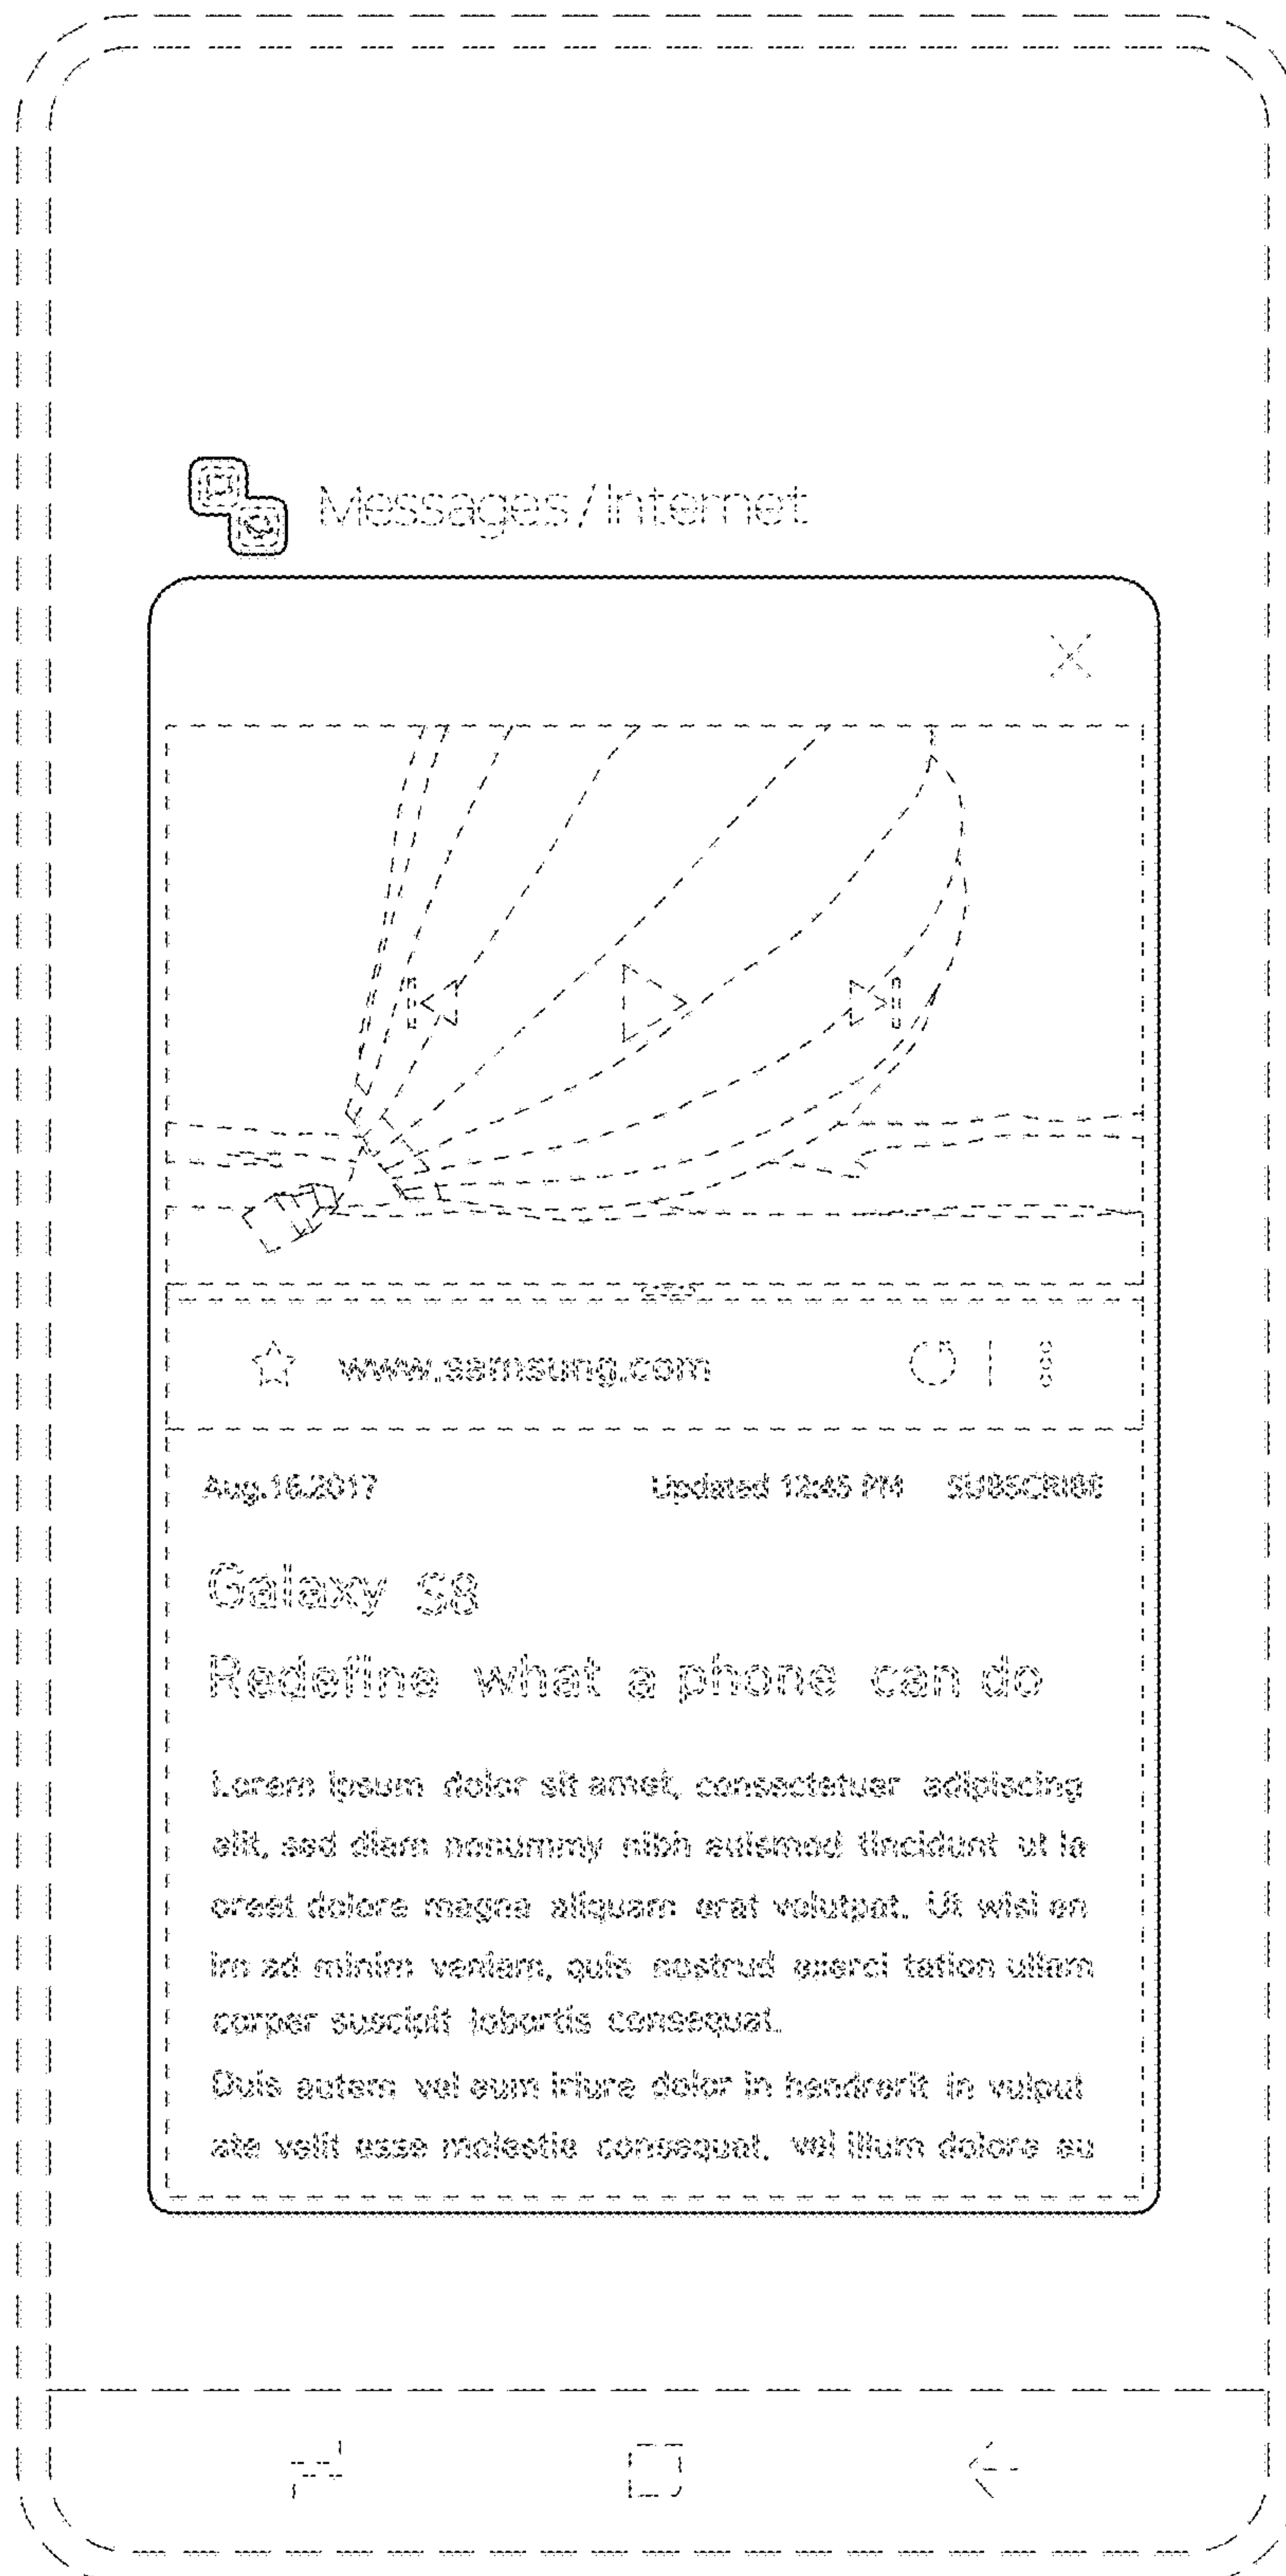 Messages/Internet
www.samsung.com
Aug.16.2017 Updated 12:45 PM SUBSCRIBE
Galaxy S8
Redefine what a phone can do
Lorem ipsum dolor sit amet, consectetuer adipiscing
elit, sed diam nonummy nibh euismod tincidunt ut la
oreet dolore magna aliquam erat volutpat. Ut wisi en
im ad minim veniam, quis nostrud exerci tation ullam
corper suscipit lobortis consequat.
Duis autem vel eum iriure dolor in hendrerit in vulput
ate velit esse molestie consequat. vel illum dolore eu